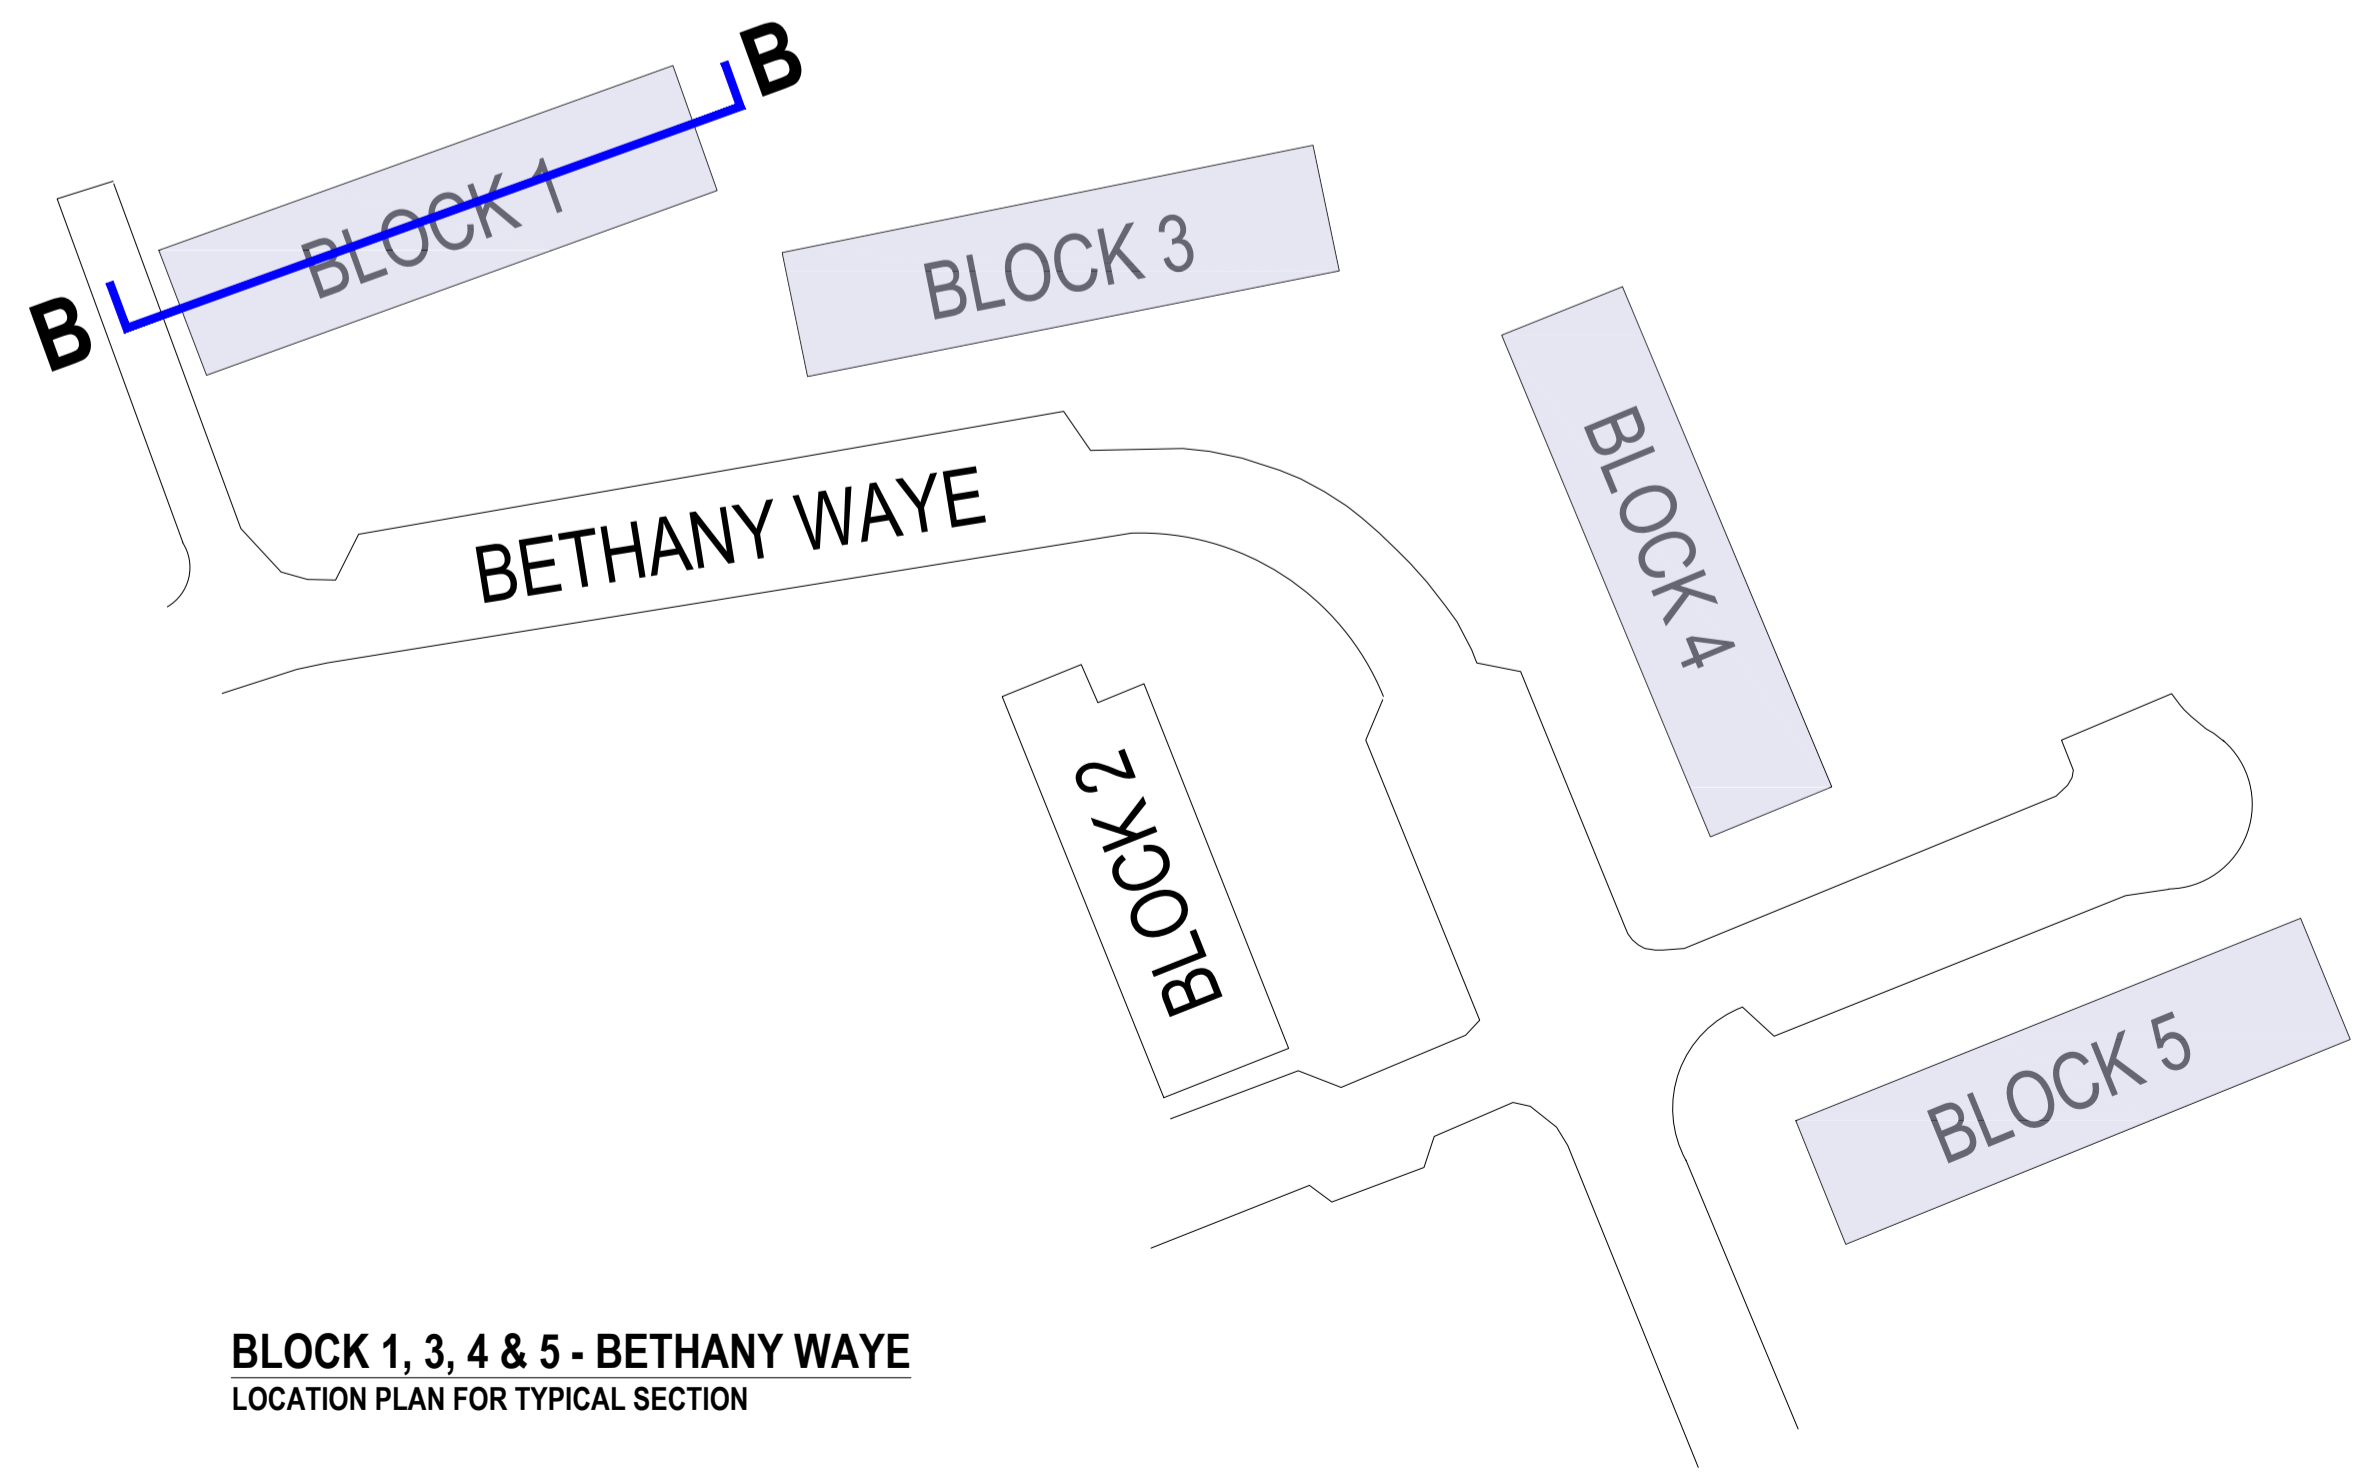 B
BLOCK 1
B
BLOCK 3
BLOCK 4
BETHANY WAYE
BLOCK 2
BLOCK 5
BLOCK 1, 3, 4 & 5 - BETHANY WAYE
LOCATION PLAN FOR TYPICAL SECTION